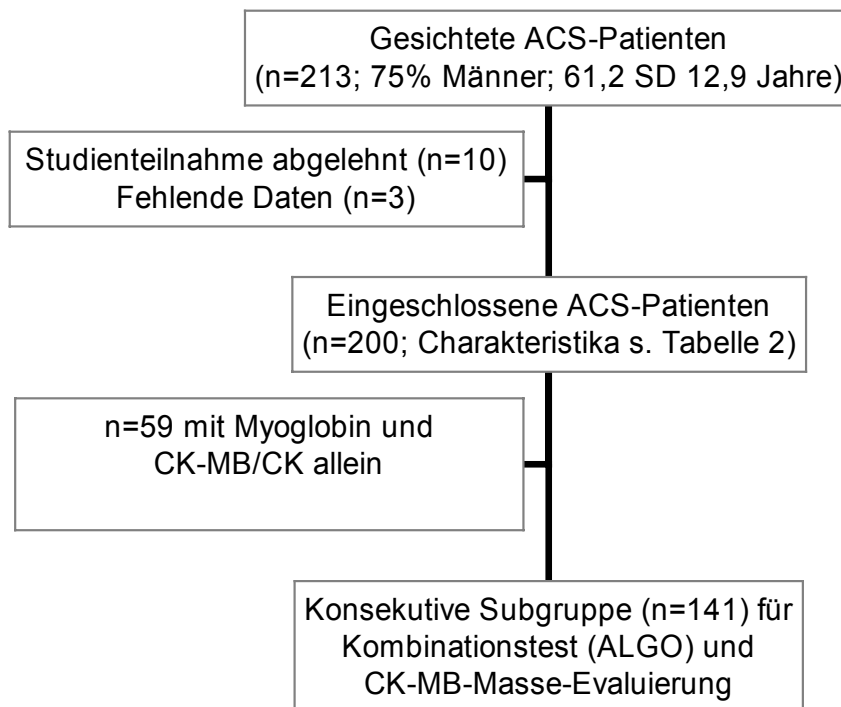 Gesichtete ACS-Patienten
(n=213; 75% Männer; 61,2 SD 12,9 Jahre)
Studienteilnahme abgelehnt (n=10)
Fehlende Daten (n=3)
Eingeschlossene ACS-Patienten
(n=200; Charakteristika s. Tabelle 2)
n=59 mit Myoglobin und
CK-MB/CK allein
Konsekutive Subgruppe (n=141) für
Kombinationstest (ALGO) und
CK-MB-Masse-Evaluierung